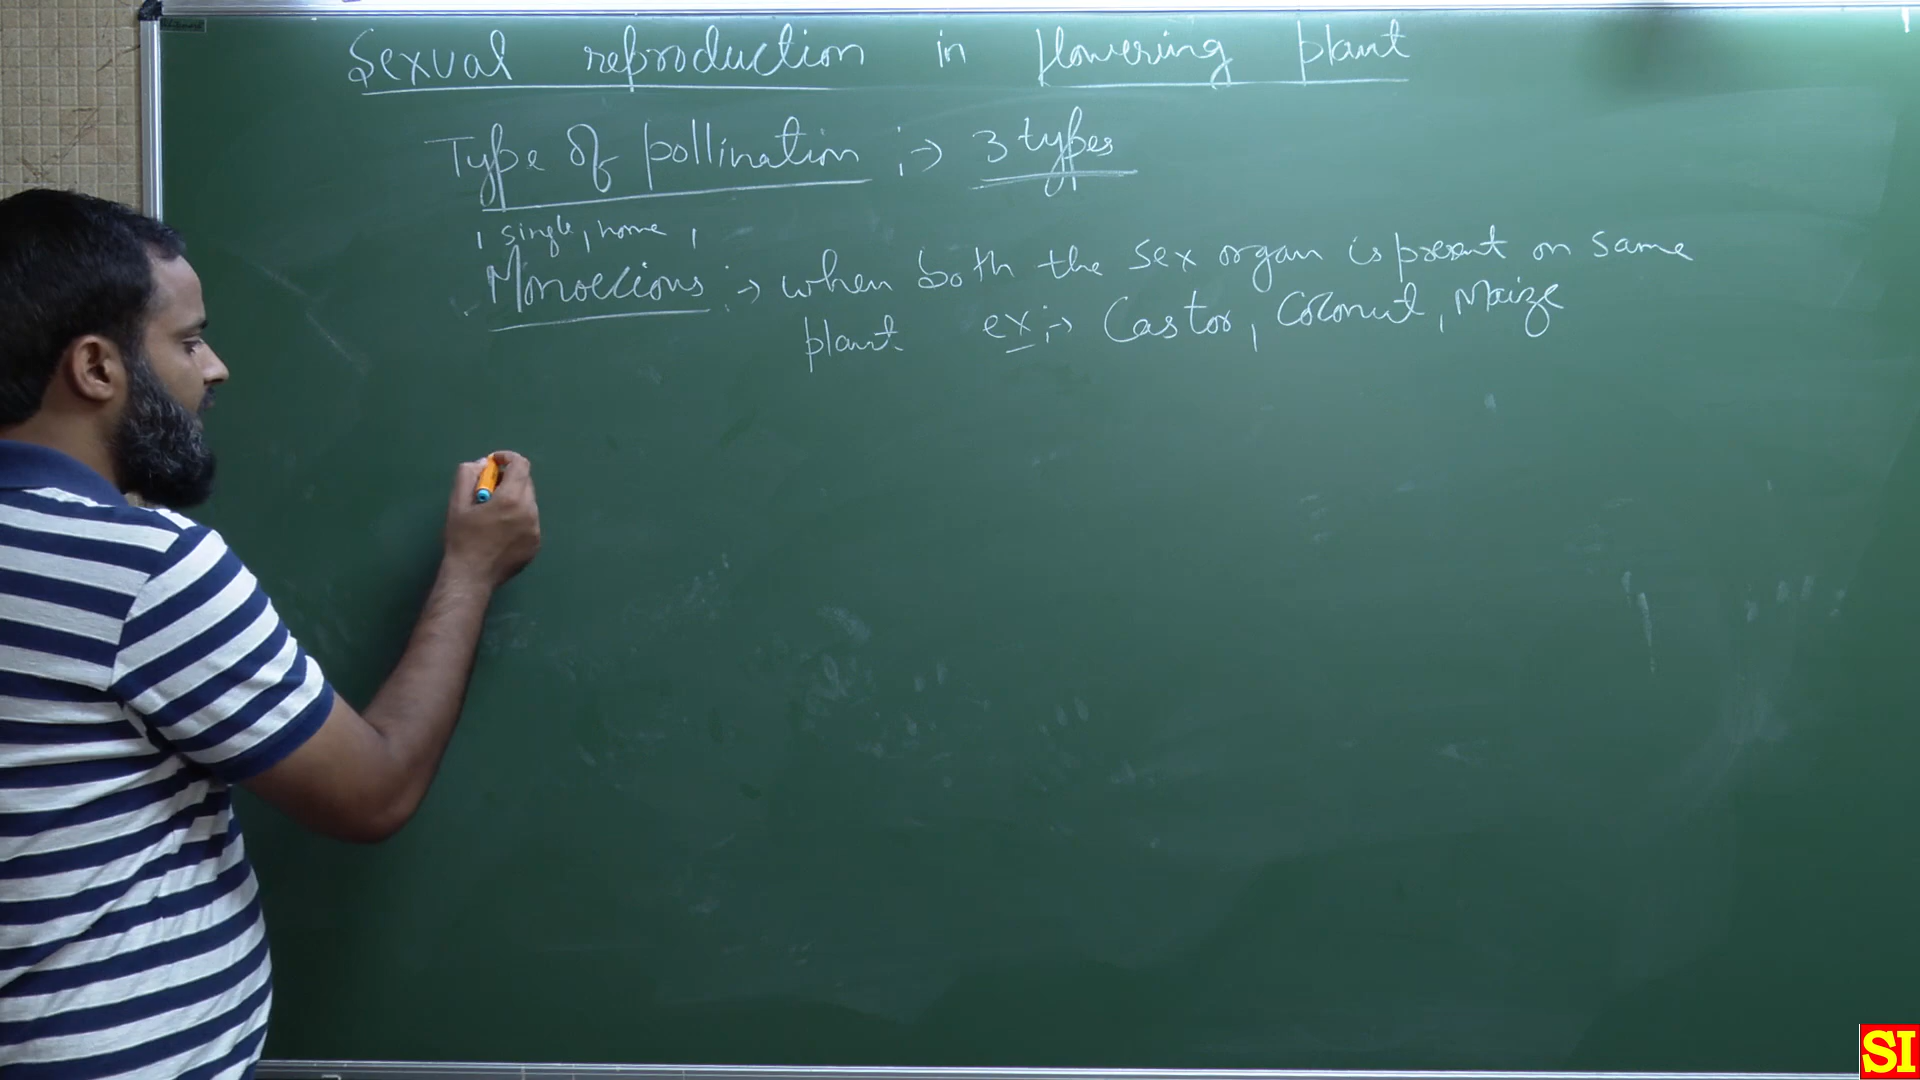 Sexual reproduction in flowering plant
Type of pollination ;-> 3 types
single, home
Monoecious :-> when both the sex organ is present on same
plant. ex;-> Castor, Coconut, Maize
SI